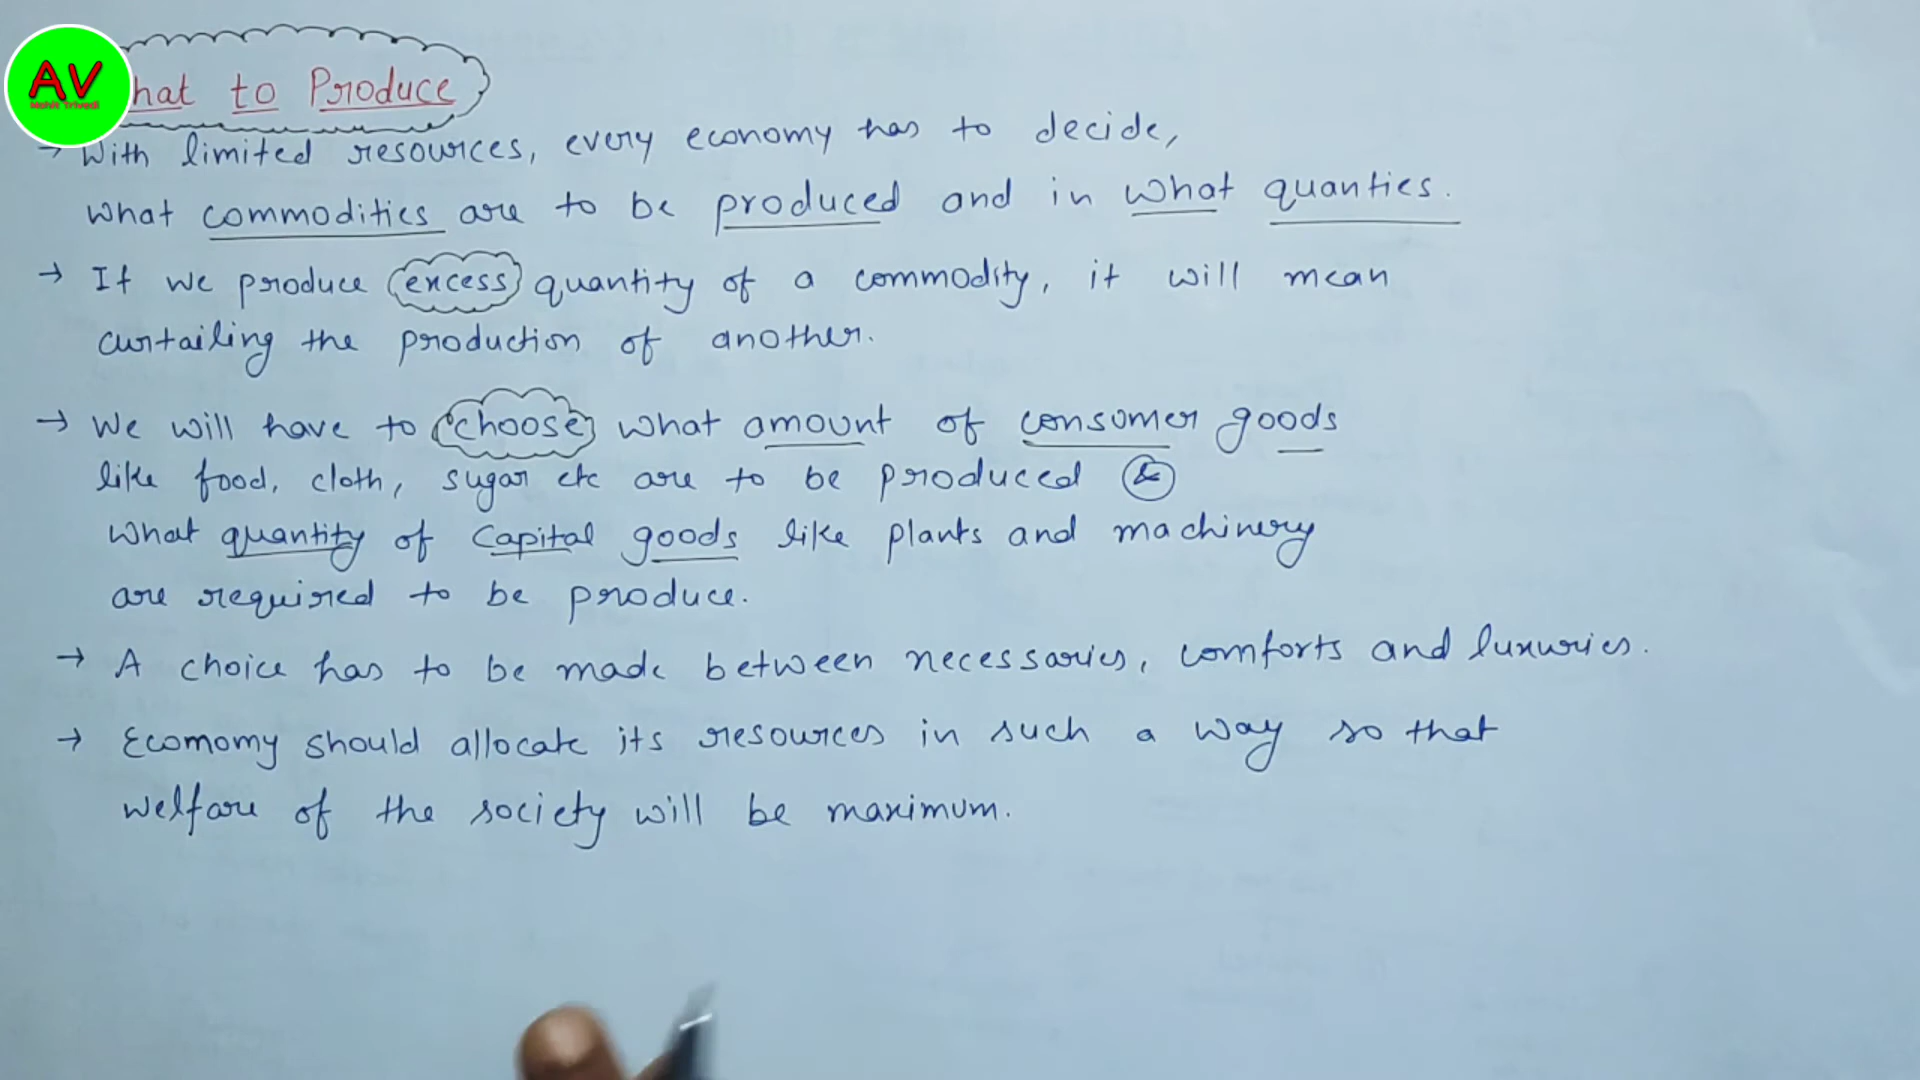 AV
Mohit Trivedi
hat to Produce
→ With limited resources, every economy has to decide,
what commodities are to be produced and in what quanties.
→ If we produce excess quantity of a commodity, it will mean
curtailing the production of another.
→ We will have to choose what amount of consumer goods
like food, cloth, sugar etc are to be produced &
what quantity of capital goods like plants and machinery
are required to be produce.
→ A choice has to be made between necessaries, comforts and luxuries.
→ Ecomomy should allocate its resources in such a way so that
welfare of the society will be maximum.